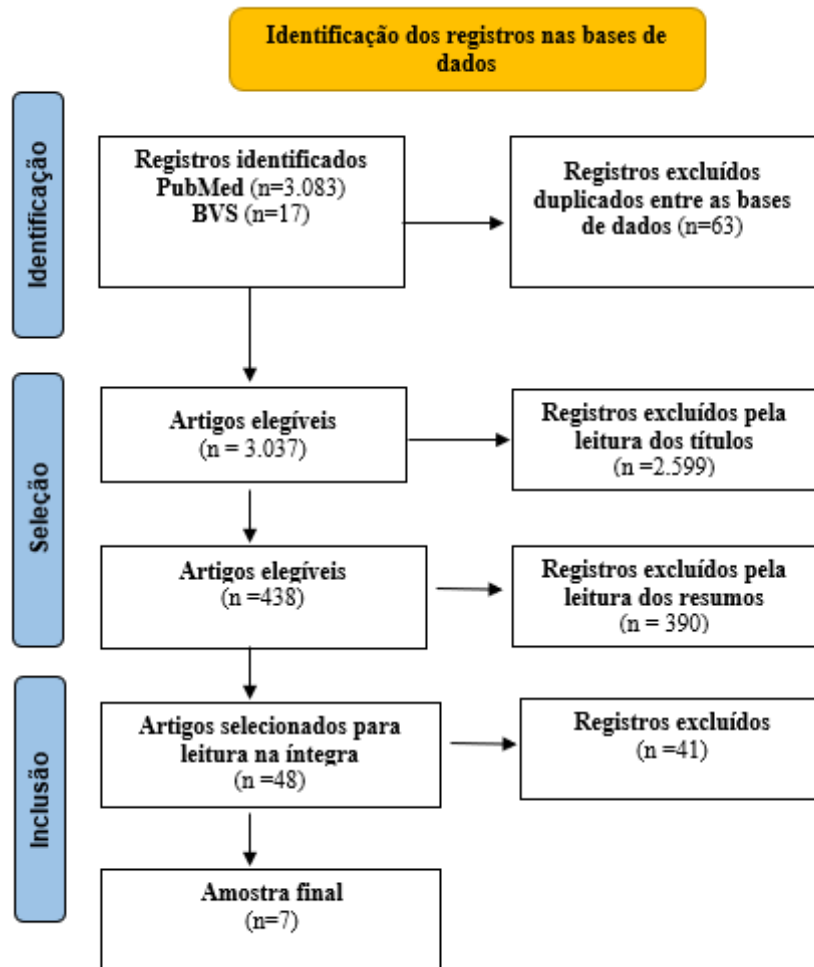 Identificação dos registros nas bases de
dados
Identificação
Registros identificados
PubMed (n=3.083)
BVS (n=17)
Registros excluídos
duplicados entre as bases
de dados (n=63)
Seleção
Artigos elegíveis
(n = 3.037)
Registros excluídos pela
leitura dos títulos
(n =2.599)
Artigos elegíveis
(n =438)
Registros excluídos pela
leitura dos resumos
(n = 390)
Inclusão
Artigos selecionados para
leitura na íntegra
(n =48)
Registros excluídos
(n =41)
Amostra final
(n=7)